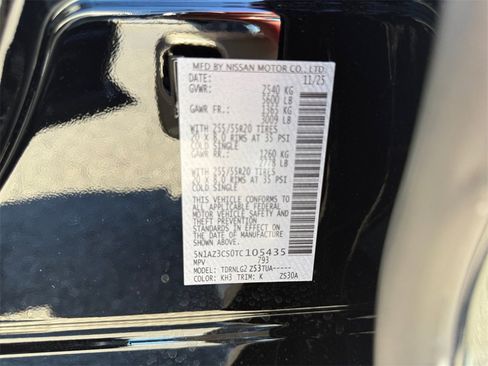 MFD BY NISSAN MOTOR CO., LTD.
DATE: 11/25
GVWR: 2540 KG
5600 LB
GAWR FR.: 1365 KG
3009 LB
WITH 255/55R20 TIRES
20 X 8.0 RIMS AT 35 PSI
COLD SINGLE
GAWR RR.: 1260 KG
2778 LB
WITH 255/55R20 TIRES
20 X 8.0 RIMS AT 35 PSI
COLD SINGLE
THIS VEHICLE CONFORMS TO
ALL APPLICABLE FEDERAL
MOTOR VEHICLE SAFETY AND
THEFT PREVENTION STANDARDS
IN EFFECT ON THE DATE OF
MANUFACTURE SHOWN ABOVE.
5N1AZ3CS0TC105435
MPV 793
MODEL: TDRNLG2 ZS3TUA-----
COLOR: KH3 TRIM: K ZS30A